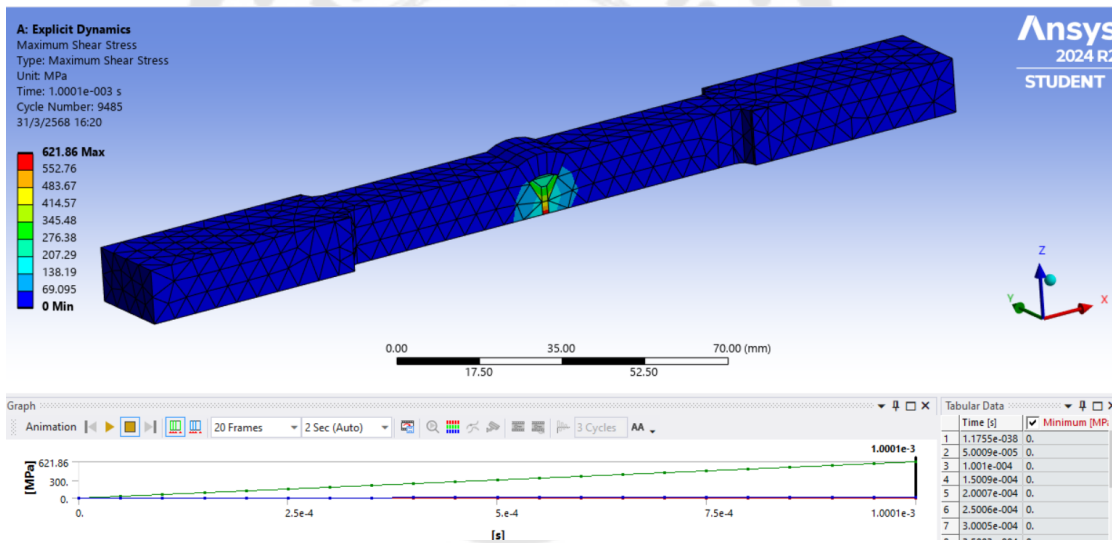 A: Explicit Dynamics
Maximum Shear Stress
Type: Maximum Shear Stress
Unit: MPa
Time: 1.0001e-003 s
Cycle Number: 9485
31/3/2568 16:20
621.86 Max
552.76
483.67
414.57
345.48
276.38
207.29
138.19
69.095
0 Min
Ansys
2024 R2
STUDENT
Z
Y
X
0.00 35.00 70.00 (mm)
17.50 52.50
Graph
Animation 20 Frames 2 Sec (Auto) 3 Cycles AA
1.0001e-3
621.86
300.
0.
[MPa]
0. 2.5e-4 5.e-4 7.5e-4 1.0001e-3
[s]
Tabular Data
Time [s] Minimum [MPa
1 1.1755e-038 0.
2 5.0009e-005 0.
3 1.001e-004 0.
4 1.5009e-004 0.
5 2.0007e-004 0.
6 2.5006e-004 0.
7 3.0005e-004 0.